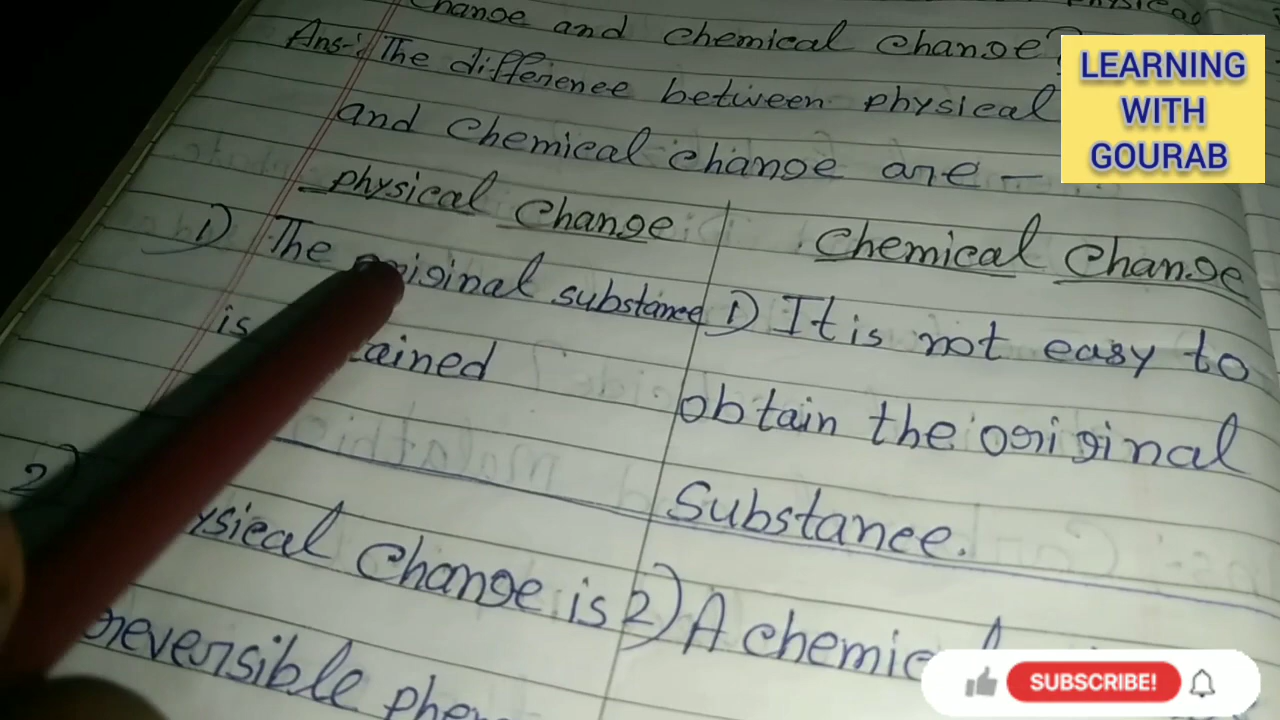 change and chemical change?
Ans-: The difference between physical
and chemical change are —
physical change
Chemical change
1) The original substance
is
1) It is not easy to
obtain the original
Substance.
2)
change is
reversible
2) A
LEARNING
WITH
GOURAB
SUBSCRIBE!